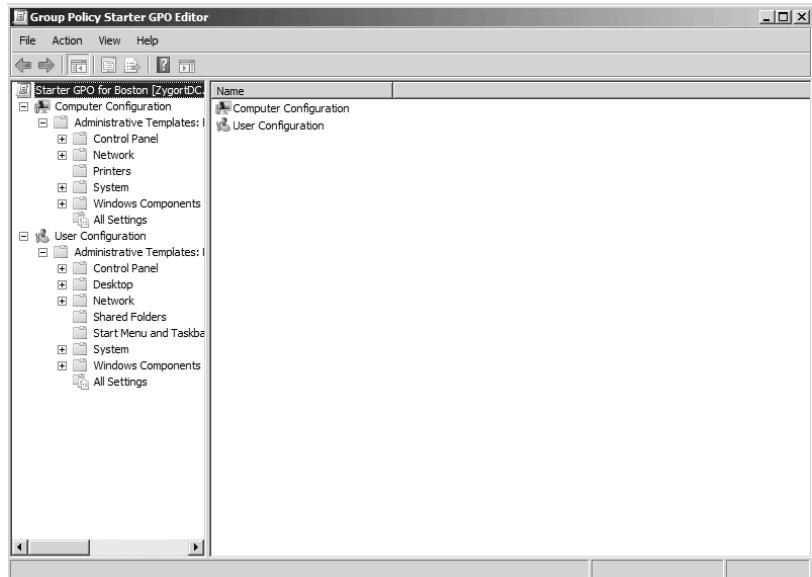 Group Policy Starter GPO Editor
File Action View Help
Starter GPO for Boston [ZygortDC.
Computer Configuration
Administrative Templates:
Control Panel
Network
Printers
System
Windows Components
All Settings
User Configuration
Administrative Templates:
Control Panel
Desktop
Network
Shared Folders
Start Menu and Taskba
System
Windows Components
All Settings
Name
Computer Configuration
User Configuration